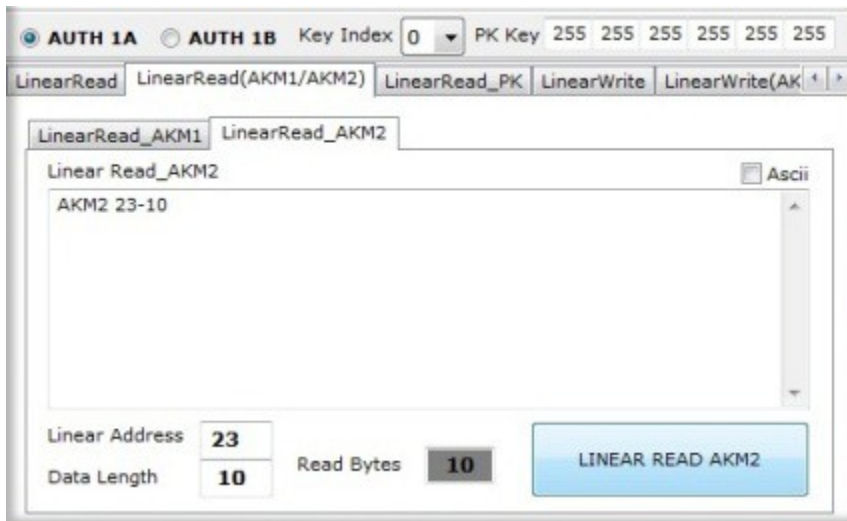 AUTH 1A AUTH 1B Key Index 0 PK Key 255 255 255 255 255 255
LinearRead LinearRead(AKM1/AKM2) LinearRead_PK LinearWrite LinearWrite(AK
LinearRead_AKM1 LinearRead_AKM2
Linear Read_AKM2 Ascii
AKM2 23-10
Linear Address 23
Data Length 10 Read Bytes 10 LINEAR READ AKM2